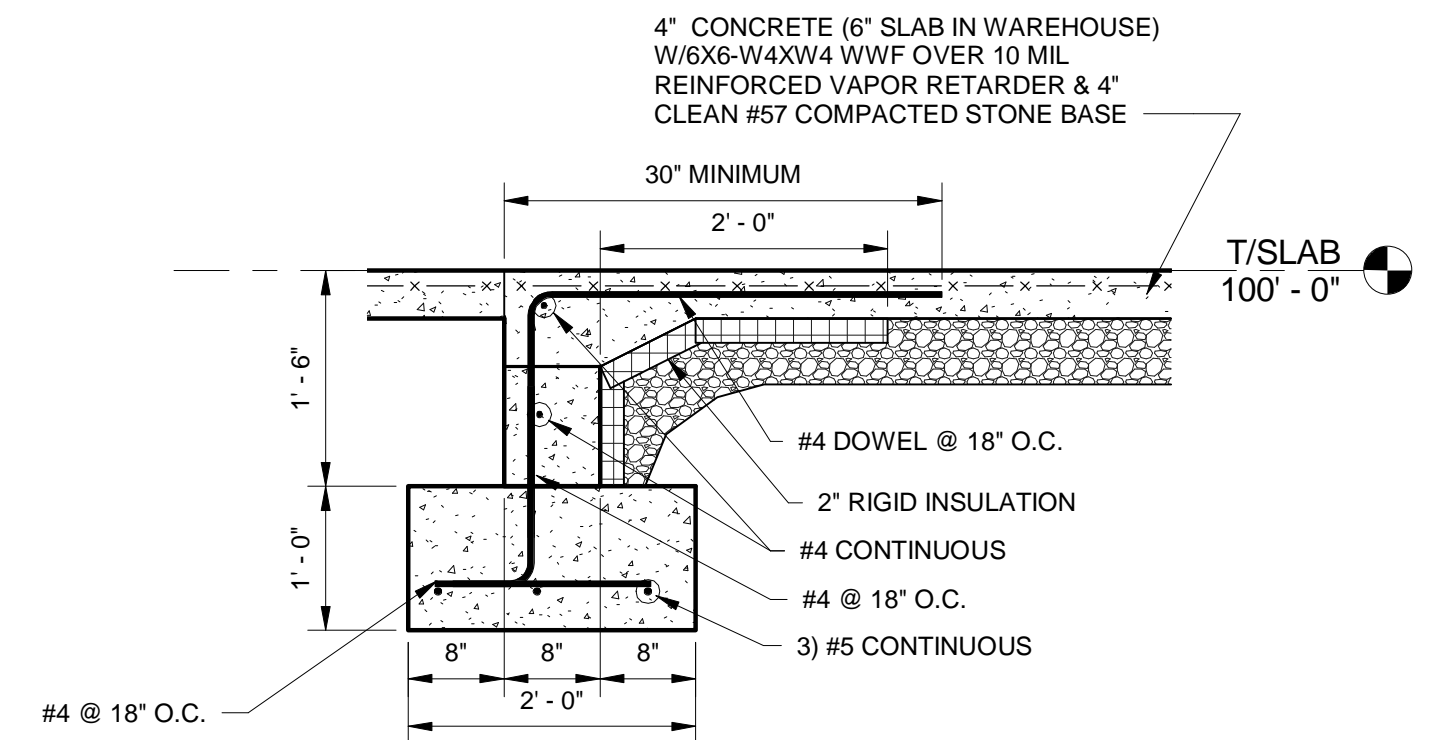 4" CONCRETE (6" SLAB IN WAREHOUSE)
W/6X6-W4XW4 WWF OVER 10 MIL
REINFORCED VAPOR RETARDER & 4"
CLEAN #57 COMPACTED STONE BASE
30" MINIMUM
2' - 0"
T/SLAB
100' - 0"
1' - 6"
#4 DOWEL @ 18" O.C.
2" RIGID INSULATION
#4 CONTINUOUS
1' - 0"
#4 @ 18" O.C.
3) #5 CONTINUOUS
8" 8" 8"
2' - 0"
#4 @ 18" O.C.